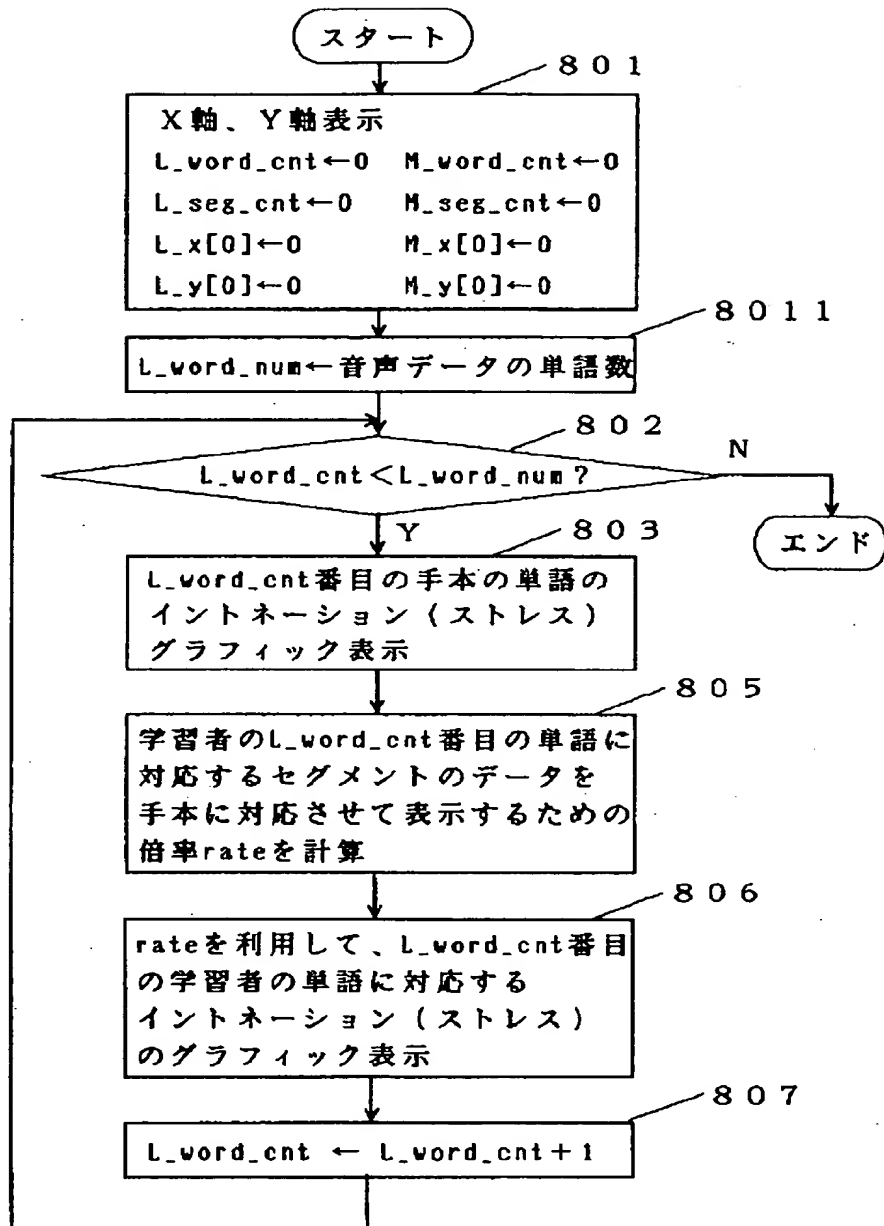 スタート
801
X軸、Y軸表示
L_word_cnt←0 M_word_cnt←0
L_seg_cnt←0 M_seg_cnt←0
L_x[0]←0 M_x[0]←0
L_y[0]←0 M_y[0]←0
8011
L_word_num←音声データの単語数
802
L_word_cnt<L_word_num?
N
Y
エンド
803
L_word_cnt番目の手本の単語の
イントネーション(ストレス)
グラフィック表示
805
学習者のL_word_cnt番目の単語に
対応するセグメントのデータを
手本に対応させて表示するための
倍率rateを計算
806
rateを利用して、L_word_cnt番目
の学習者の単語に対応する
イントネーション(ストレス)
のグラフィック表示
807
L_word_cnt ← L_word_cnt+1